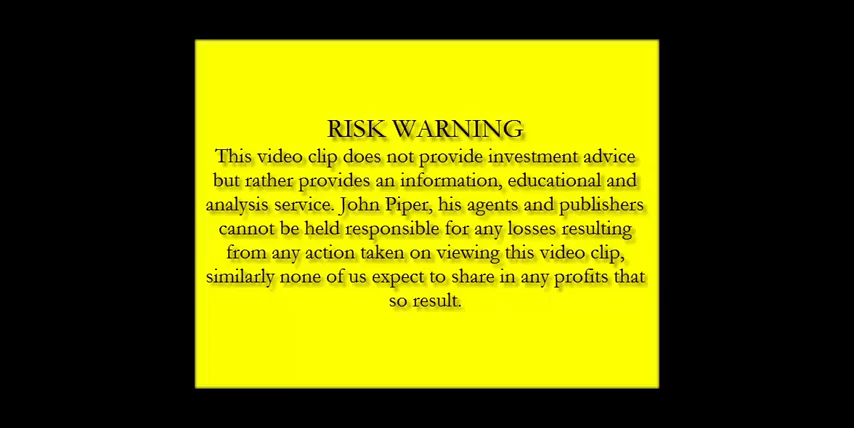 RISK WARNING
This video clip does not provide investment advice
but rather provides an information, educational and
analysis service. John Piper, his agents and publishers
cannot be held responsible for any losses resulting
from any action taken on viewing this video clip,
similarly none of us expect to share in any profits that
so result.